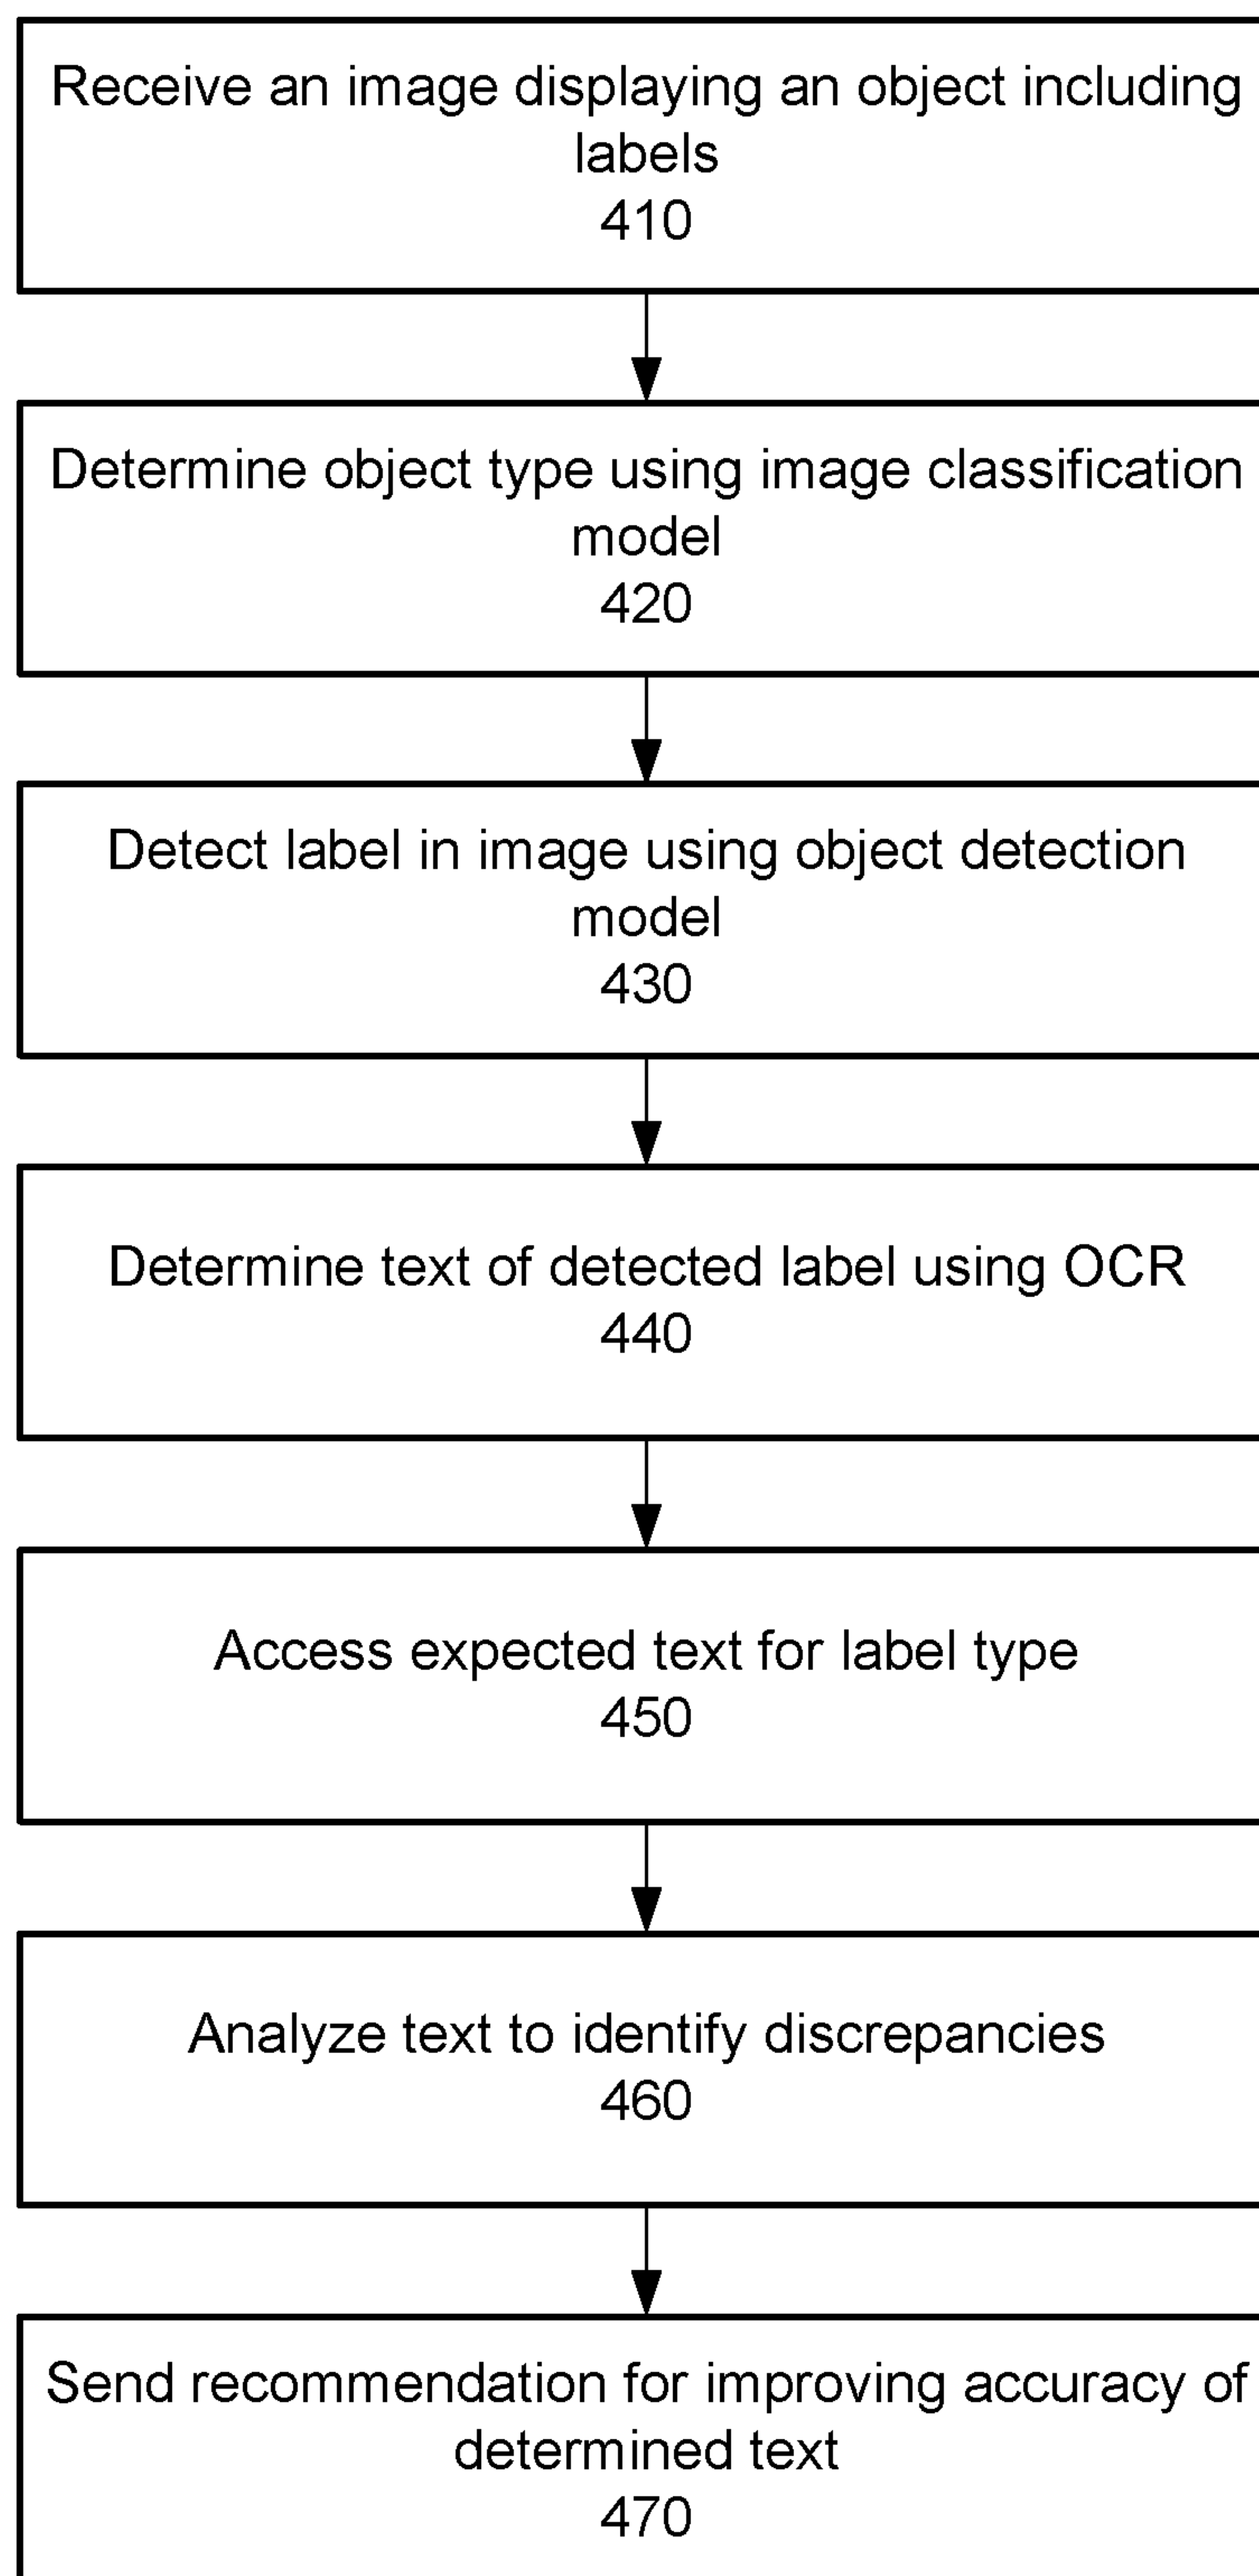 Receive an image displaying an object including
labels
410
Determine object type using image classification
model
420
Detect label in image using object detection
model
430
Determine text of detected label using OCR
440
Access expected text for label type
450
Analyze text to identify discrepancies
460
Send recommendation for improving accuracy of
determined text
470